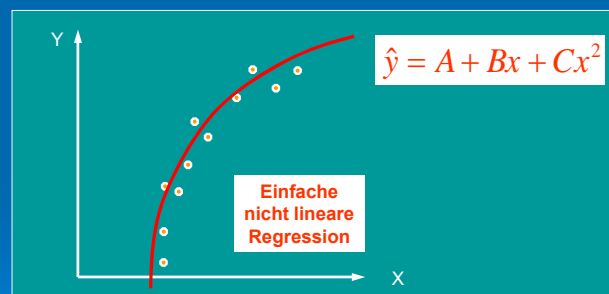 Y
ŷ = A + Bx + Cx²
Einfache
nicht lineare
Regression
X